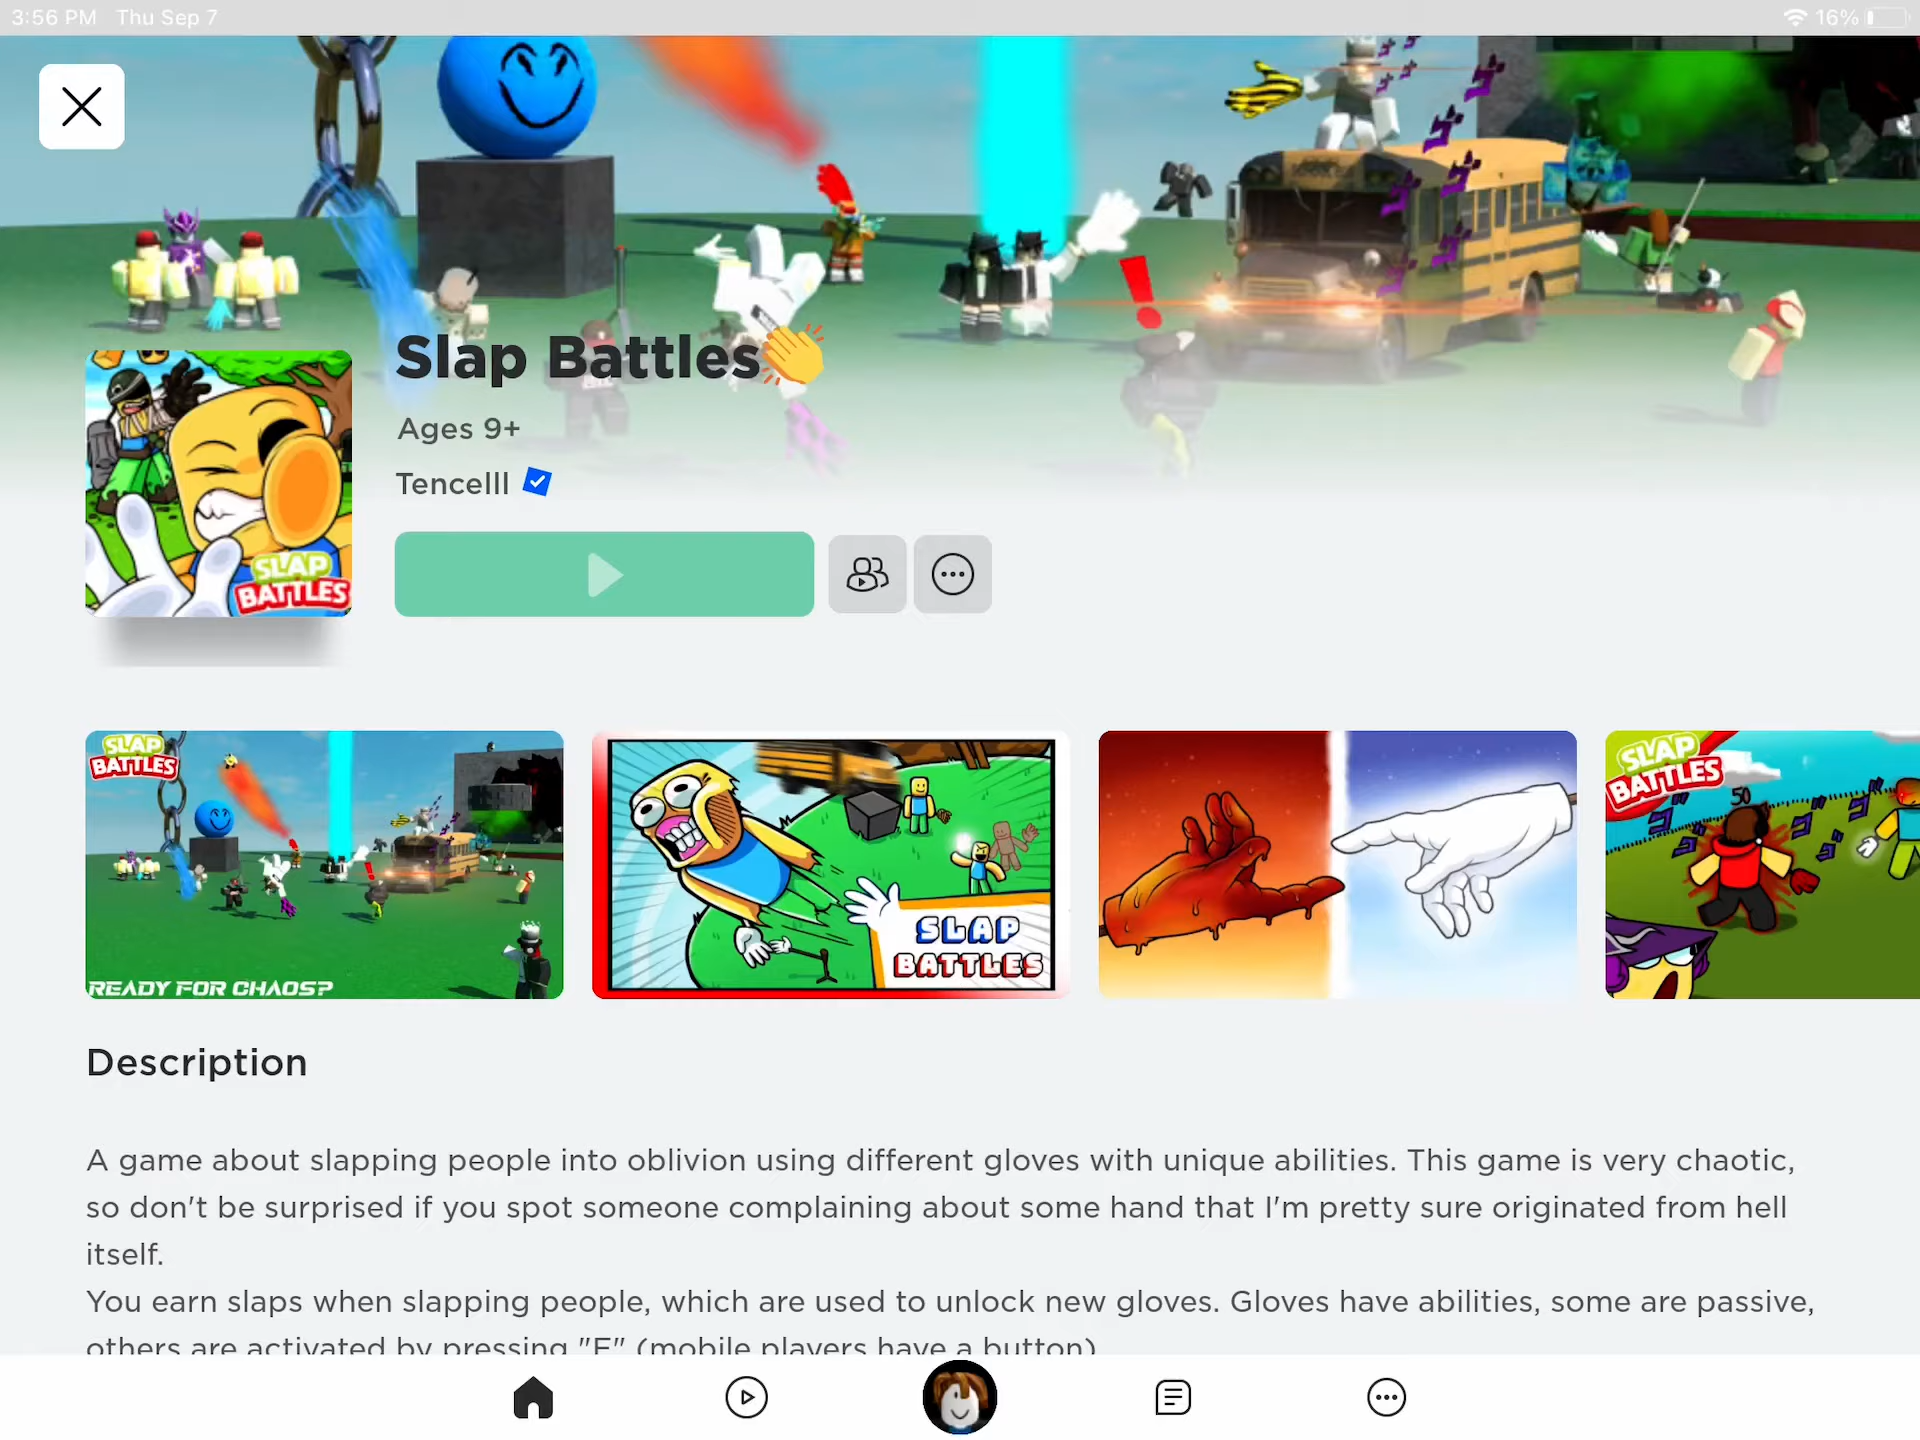 3:56 PM Thu Sep 7
16%
Slap Battles👏
Ages 9+
Tencelll
SLAP
BATTLES
SLAP
BATTLES
READY FOR CHAOS?
SLAP
BATTLES
SLAP
BATTLES
50
Description
A game about slapping people into oblivion using different gloves with unique abilities. This game is very chaotic,
so don't be surprised if you spot someone complaining about some hand that I'm pretty sure originated from hell
itself.
You earn slaps when slapping people, which are used to unlock new gloves. Gloves have abilities, some are passive,
others are activated by pressing "E" (mobile players have a button)